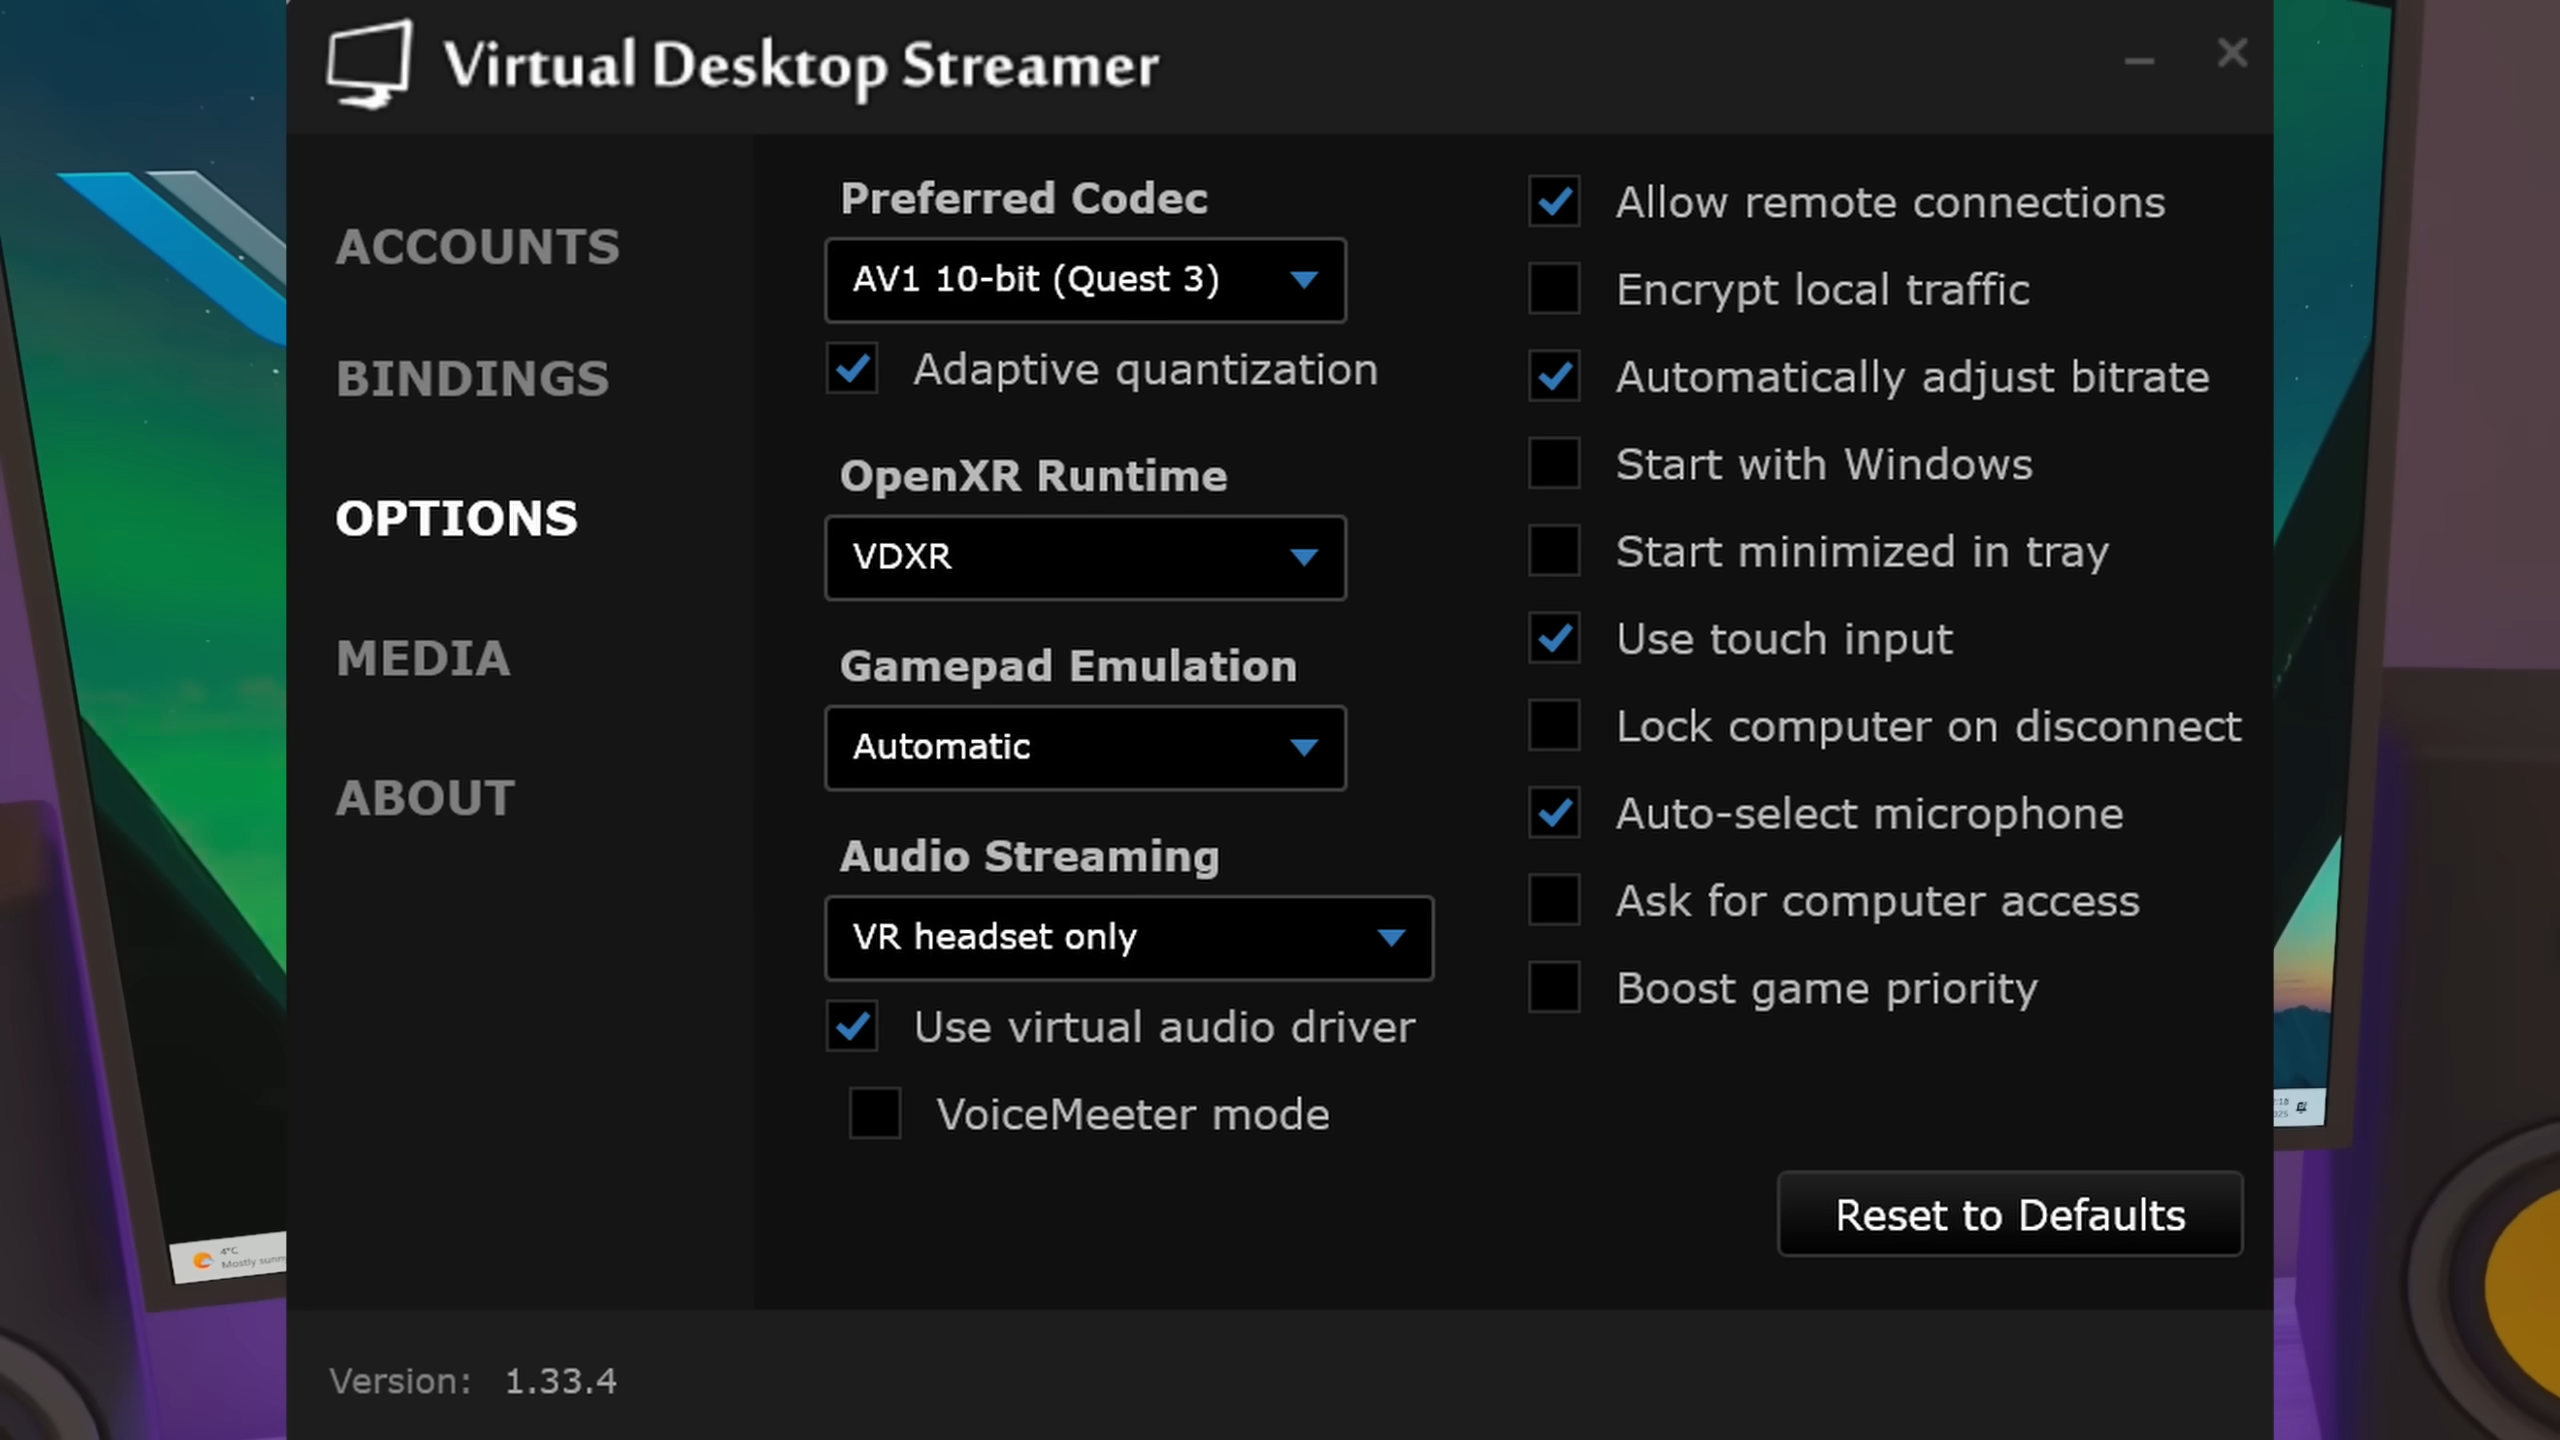 Virtual Desktop Streamer
ACCOUNTS
BINDINGS
OPTIONS
MEDIA
ABOUT
Preferred Codec
AV1 10-bit (Quest 3)
Adaptive quantization
OpenXR Runtime
VDXR
Gamepad Emulation
Automatic
Audio Streaming
VR headset only
Use virtual audio driver
VoiceMeeter mode
Allow remote connections
Encrypt local traffic
Automatically adjust bitrate
Start with Windows
Start minimized in tray
Use touch input
Lock computer on disconnect
Auto-select microphone
Ask for computer access
Boost game priority
Reset to Defaults
Version: 1.33.4
4°C
Mostly